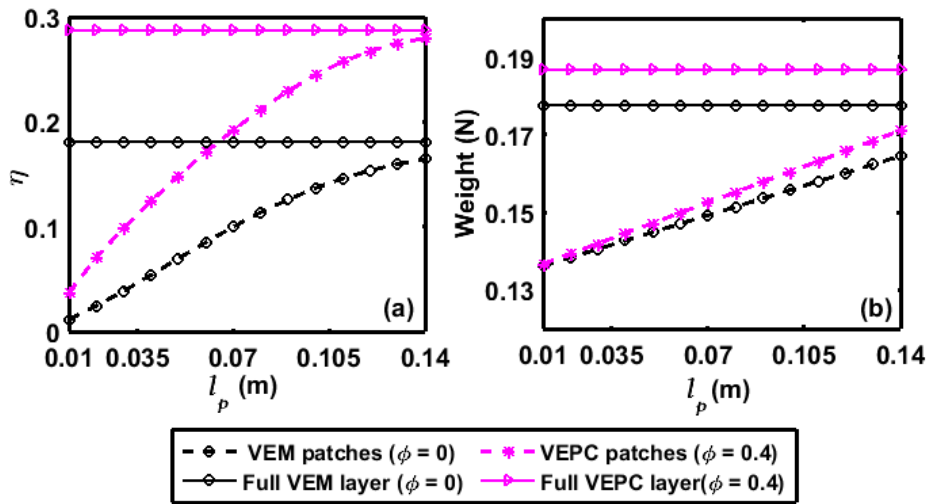 0.3
0.2
0.1
0
η
0.01 0.035 0.07 0.105 0.14
l_p (m)
(a)
0.19
0.17
0.15
0.13
Weight (N)
0.01 0.035 0.07 0.105 0.14
l_p (m)
(b)
VEM patches (ϕ = 0)
VEPC patches (ϕ = 0.4)
Full VEM layer (ϕ = 0)
Full VEPC layer(ϕ = 0.4)